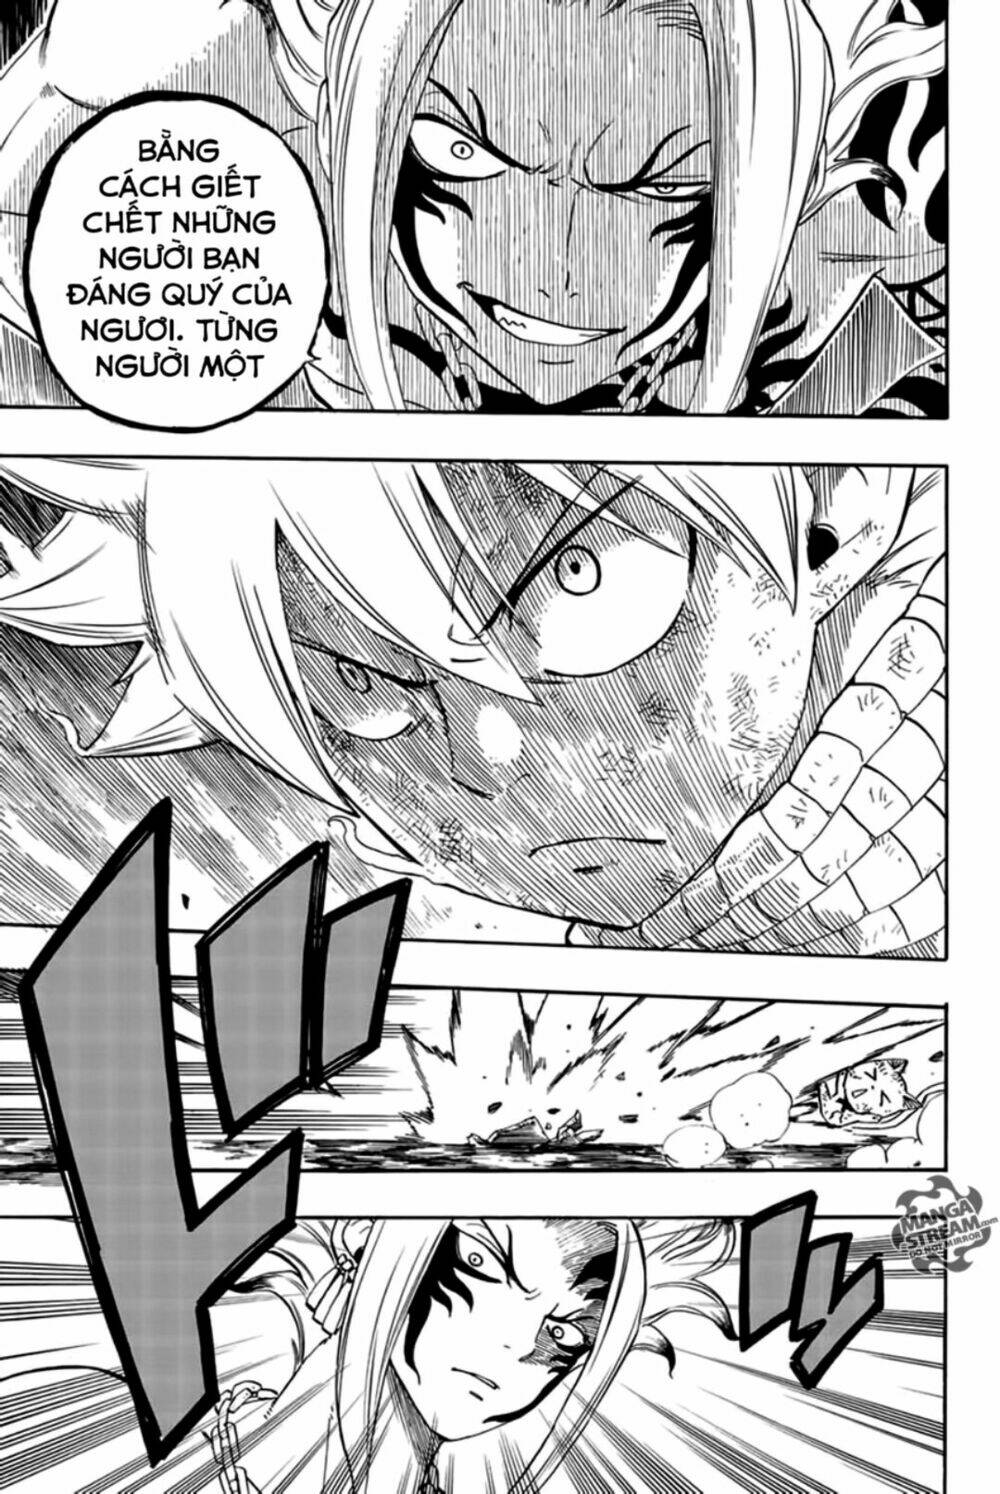 BẰNG
CÁCH GIẾT
CHẾT NHỮNG
NGƯỜI BẠN
ĐÁNG QUÝ CỦA
NGƯƠI. TỪNG
NGƯỜI MỘT
ドッ
MANGA
STREAM.com
DO NOT MIRROR!